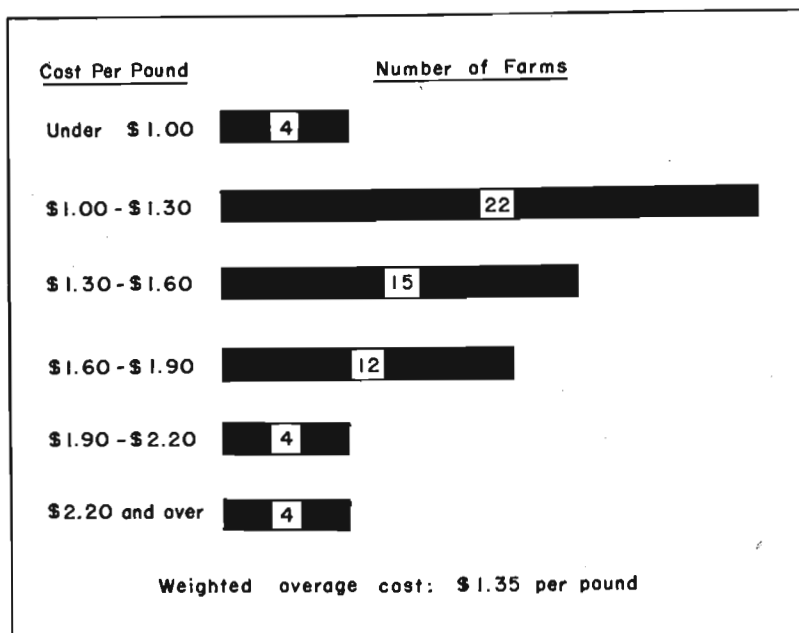 Cost Per Pound Number of Farms
Under $1.00 4
$1.00-$1.30 22
$1.30-$1.60 15
$1.60-$1.90 12
$1.90-$2.20 4
$2.20 and over 4
Weighted average cost: $1.35 per pound